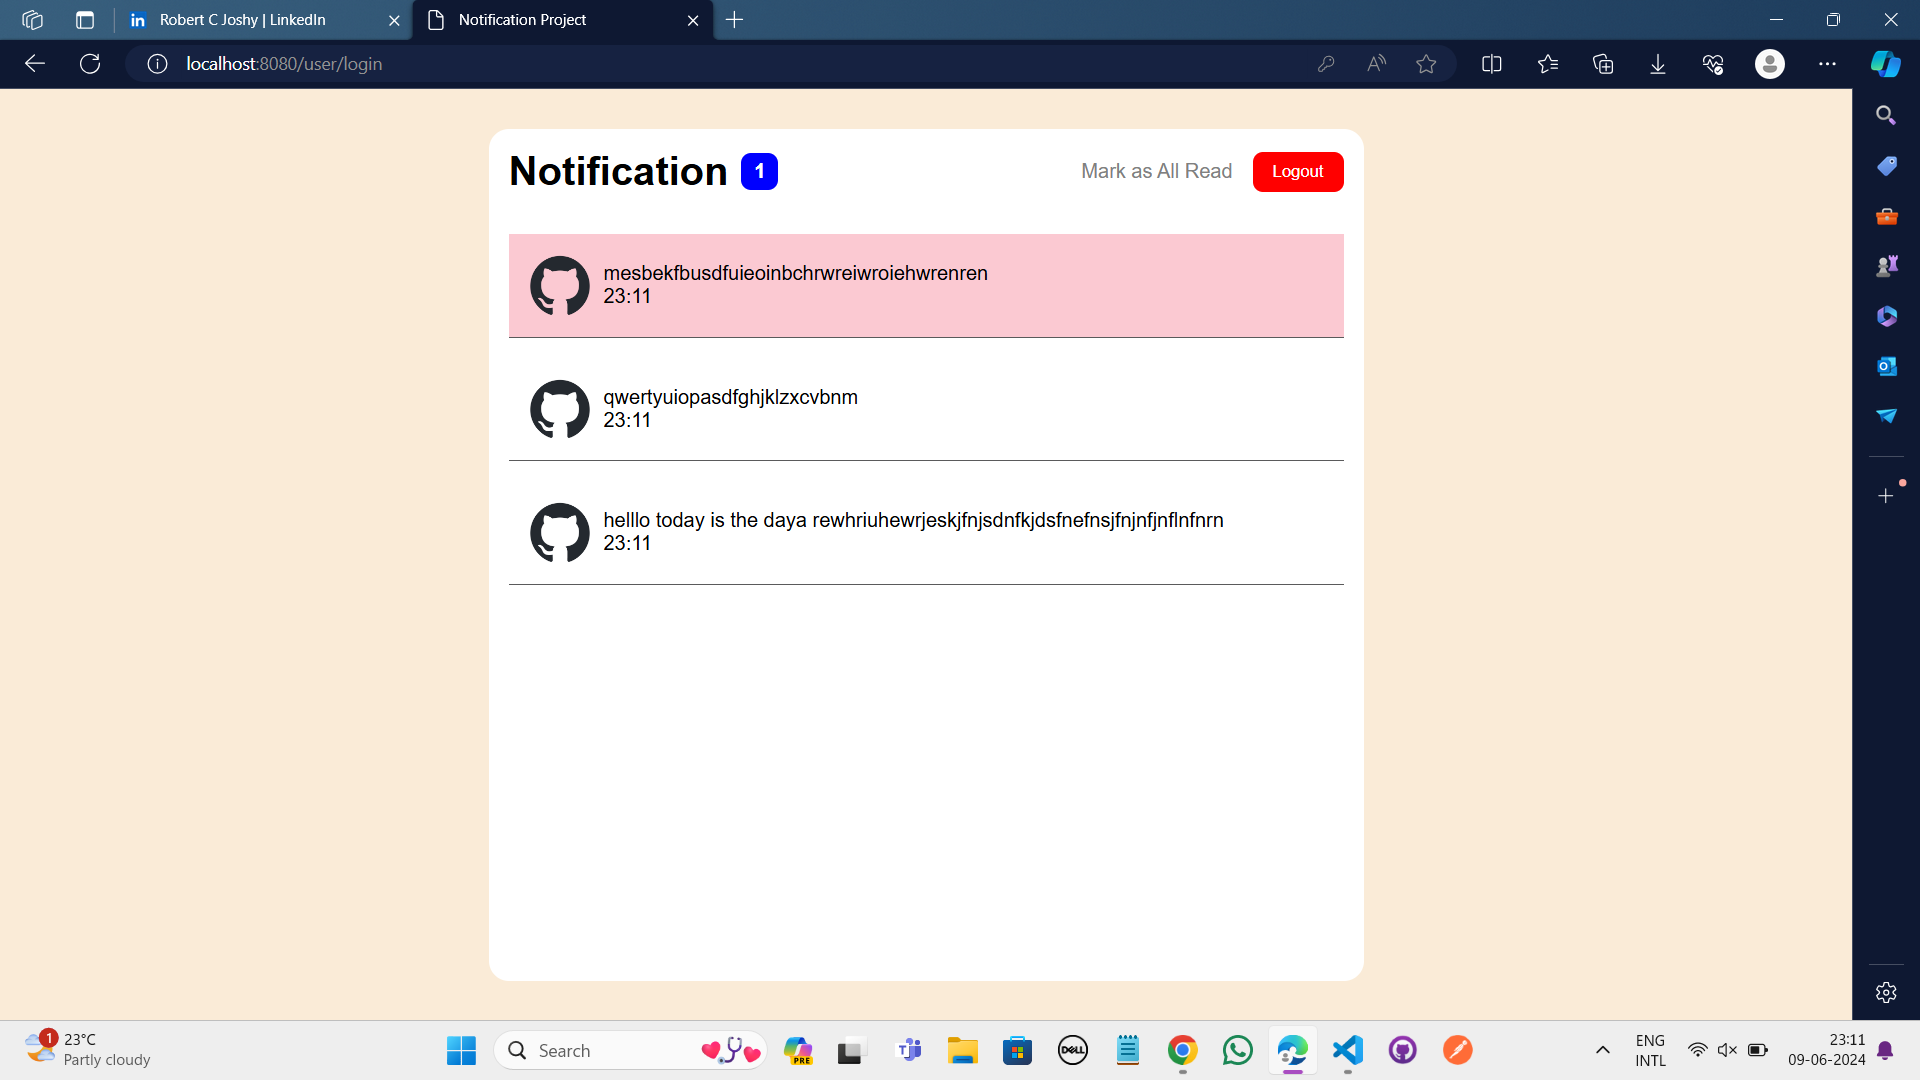 Robert C Joshy | LinkedIn
Notification Project
localhost:8080/user/login
Notification 1
Mark as All Read
Logout
mesbekfbusdfuieoinbchrwreiwroiehwrenren
23:11
qwertyuiopasdfghjklzxcvbnm
23:11
helllo today is the daya rewhriuhewrjeskjfnjsdnfkjdsfnefnsjfnjnfjnflnfnrn
23:11
1
23°C
Partly cloudy
Search
PRE
DELL
ENG
INTL
23:11
09-06-2024